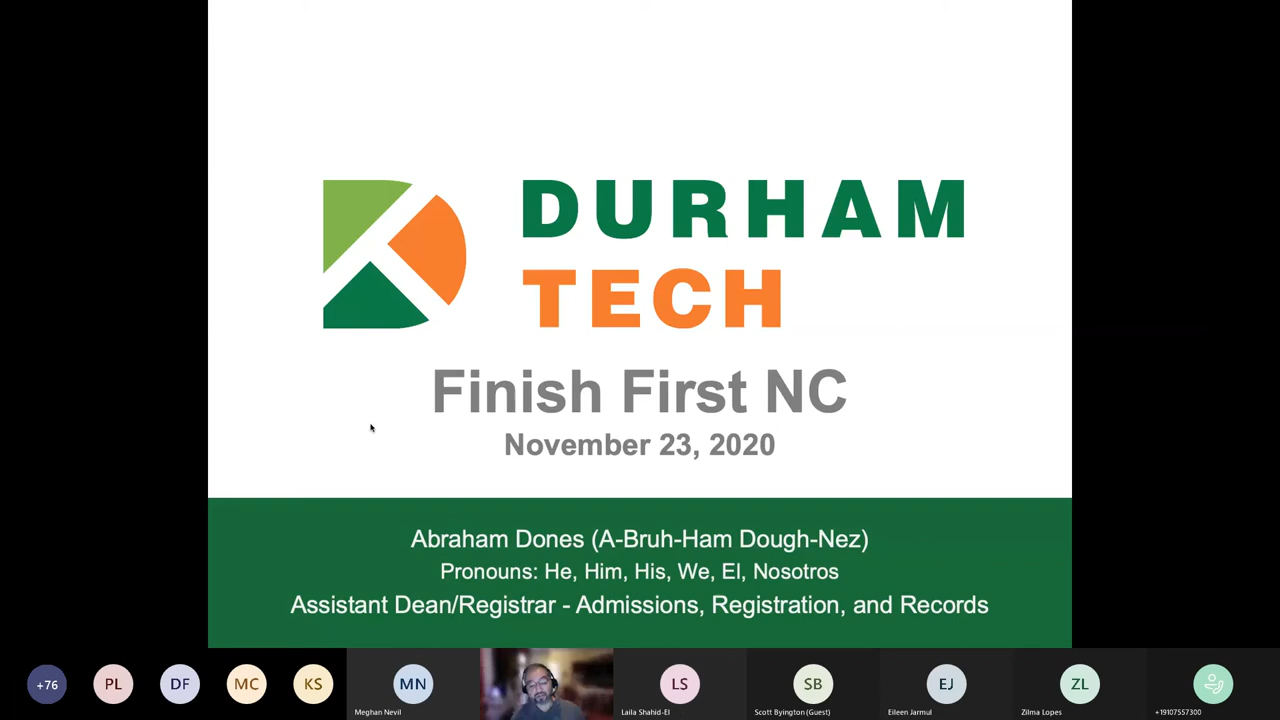 DURHAM
TECH
Finish First NC
November 23, 2020
Abraham Dones (A-Bruh-Ham Dough-Nez)
Pronouns: He, Him, His, We, El, Nosotros
Assistant Dean/Registrar - Admissions, Registration, and Records
+76
PL
DF
MC
KS
MN
LS
SB
EJ
ZL
Meghan Nevil
Laila Shahid-El
Scott Byington (Guest)
Eileen Jarmul
Zilma Lopes
+19107557300